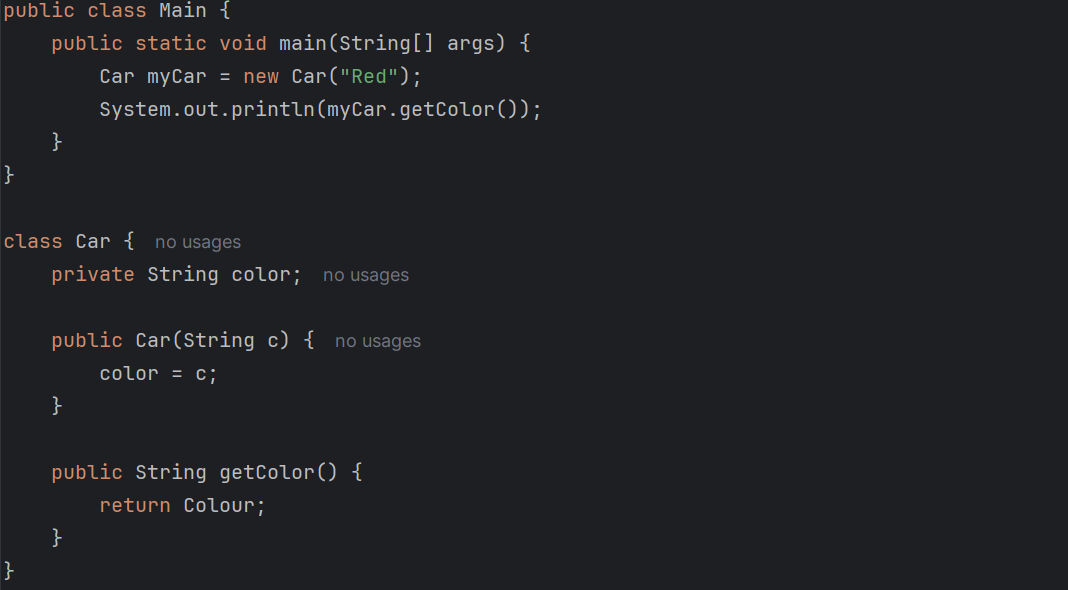 public class Main {
    public static void main(String[] args) {
        Car myCar = new Car("Red");
        System.out.println(myCar.getColor());
    }
}
class Car {  no usages
    private String color;  no usages
    public Car(String c) {  no usages
        color = c;
    }
    public String getColor() {
        return Colour;
    }
}